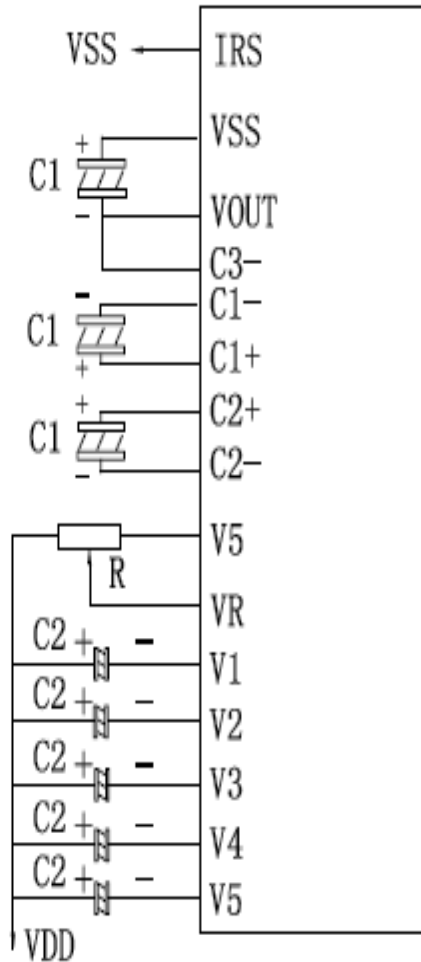 VSS IRS
+ VSS
C1
- VOUT
C3-
- C1-
C1
+ C1+
+ C2+
C1
- C2-
V5
R
VR
C2 + - V1
C2 + - V2
C2 + - V3
C2 + - V4
C2 + - V5
VDD